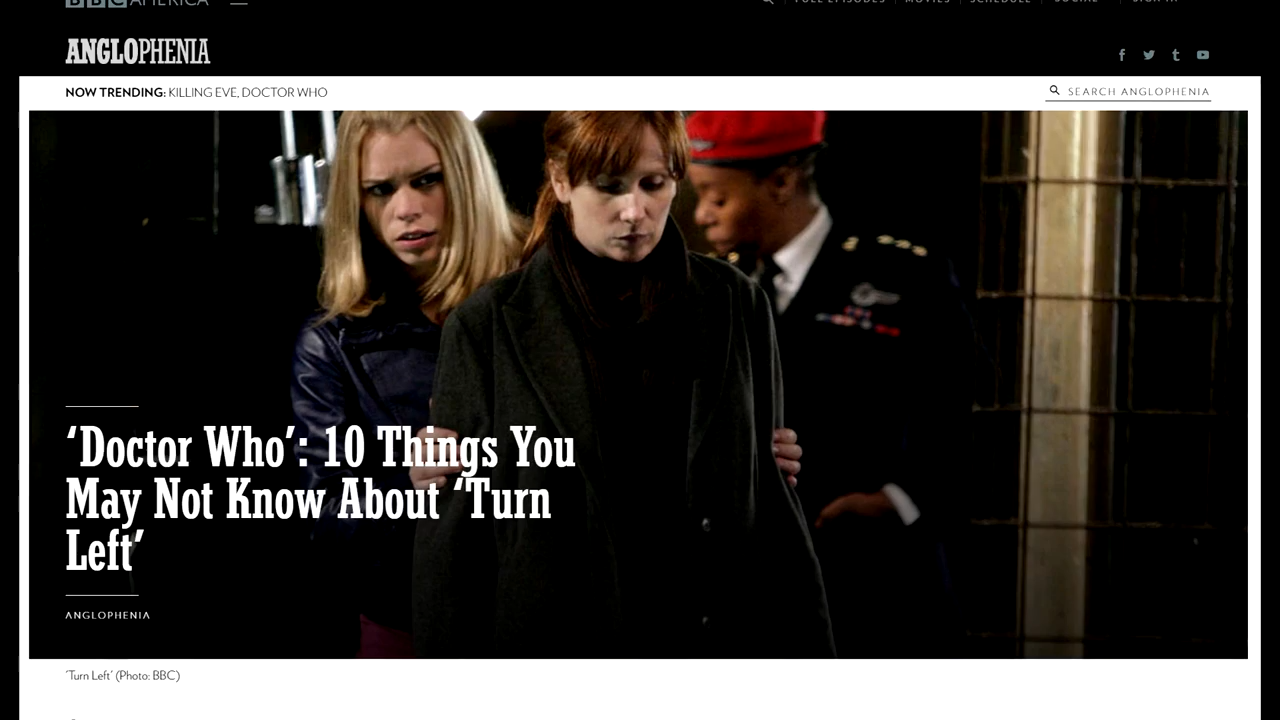 BBC AMERICA
FULL EPISODES
MOVIES
SCHEDULE
SOCIAL
SIGN IN
ANGLOPHENIA
NOW TRENDING: KILLING EVE, DOCTOR WHO
SEARCH ANGLOPHENIA
‘Doctor Who’: 10 Things You
May Not Know About ‘Turn
Left’
ANGLOPHENIA
‘Turn Left’ (Photo: BBC)